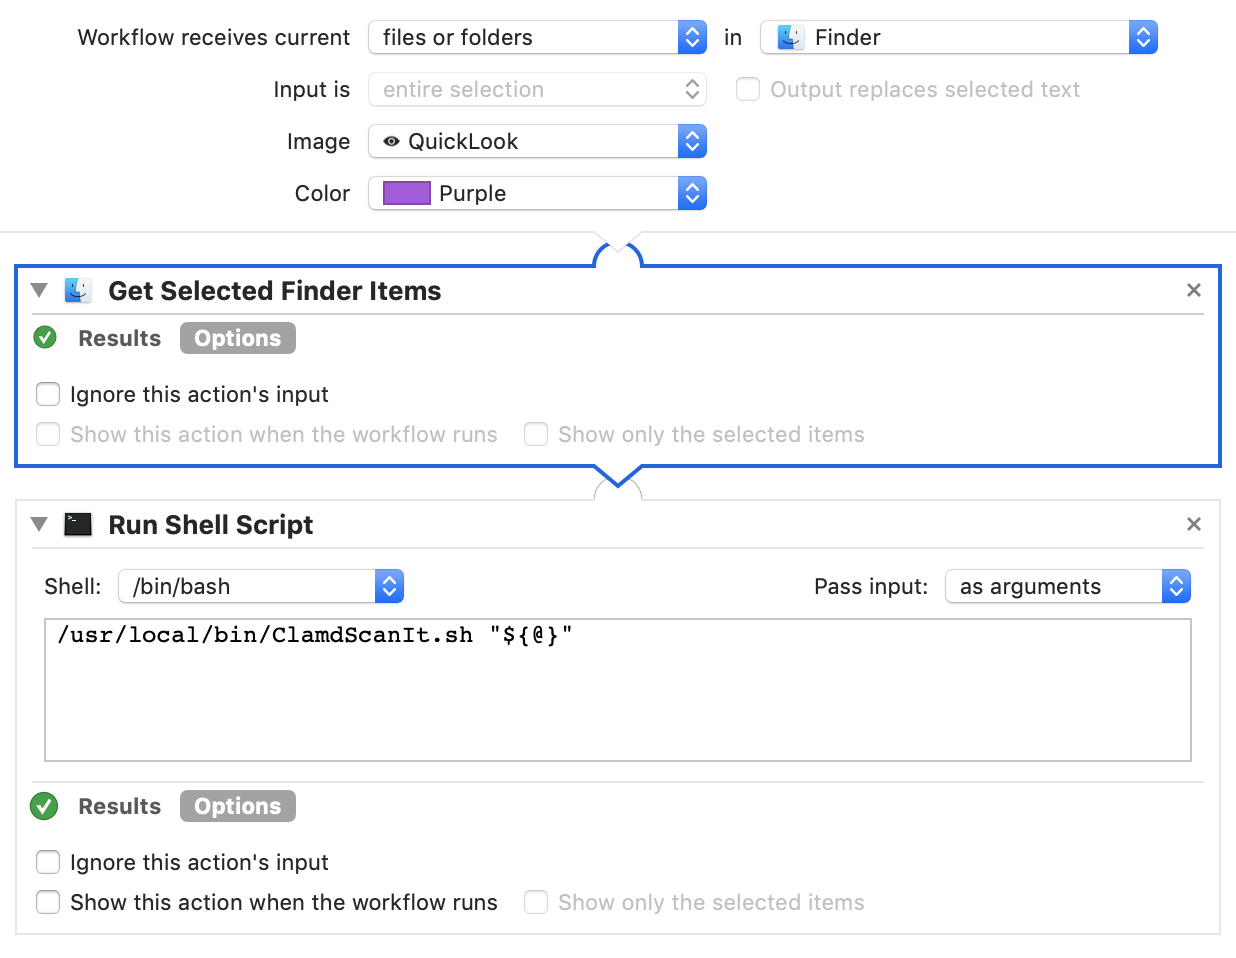 Workflow receives current files or folders in Finder
Input is entire selection Output replaces selected text
Image QuickLook
Color Purple
Get Selected Finder Items
Results Options
Ignore this action's input
Show this action when the workflow runs Show only the selected items
Run Shell Script
Shell: /bin/bash Pass input: as arguments
/usr/local/bin/ClamdScanIt.sh "${@}"
Results Options
Ignore this action's input
Show this action when the workflow runs Show only the selected items